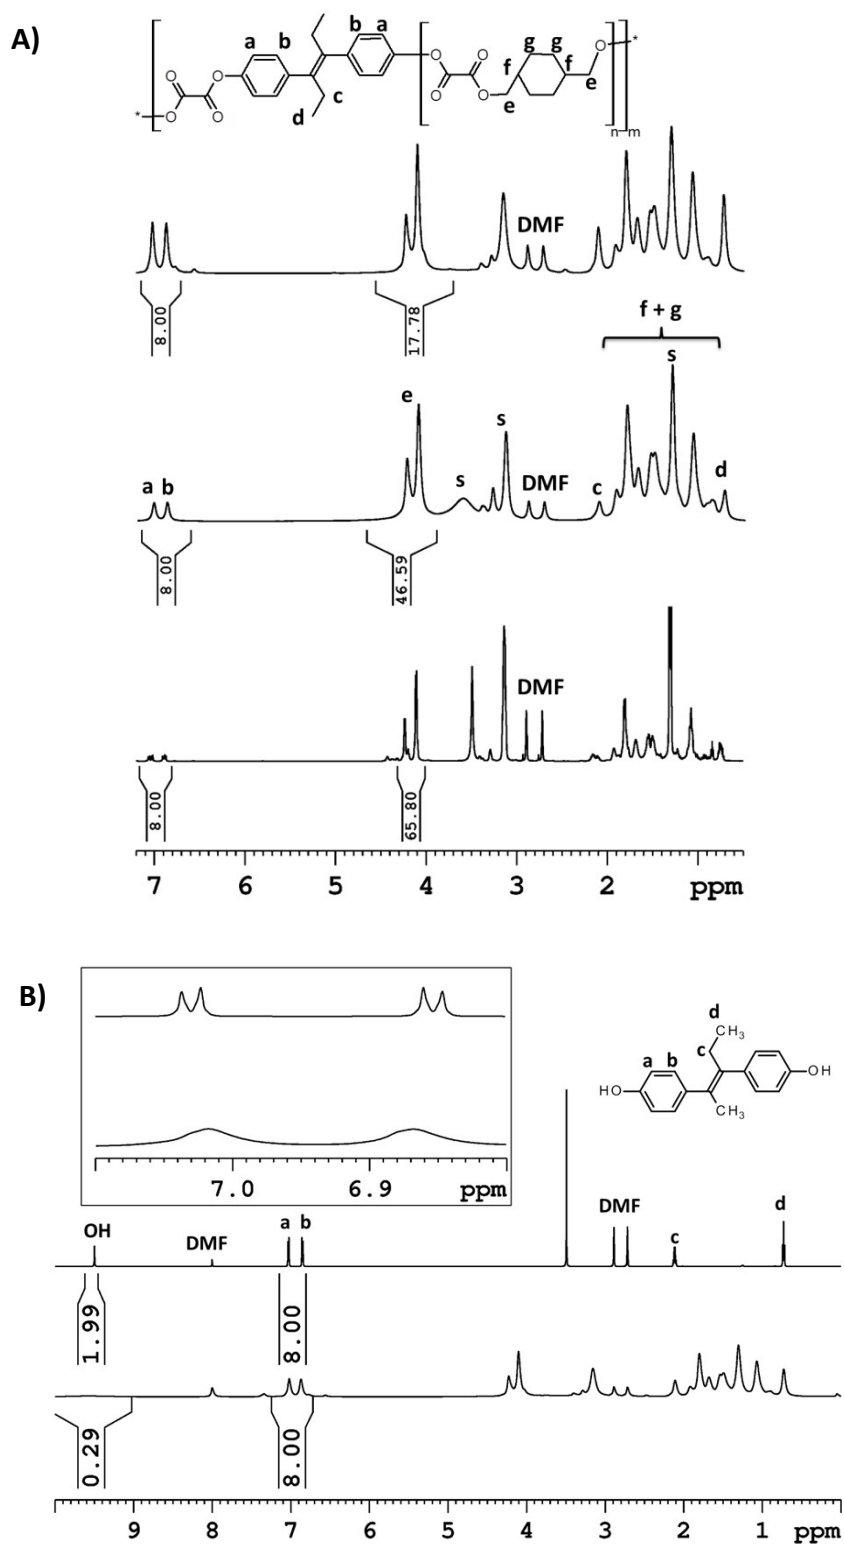 A)
a b b a
g g
f f
c
d
e e
O O O O O O O O
* *
n m
DMF
8.00 17.78
f + g
e s s
a b s DMF c d
8.00 46.59
DMF
8.00 65.80
7 6 5 4 3 2 ppm
B)
d
CH₃
a b c
HO OH
CH₃
7.0 6.9 ppm
OH DMF a b DMF c d
1.99 8.00
0.29 8.00
9 8 7 6 5 4 3 2 1 ppm